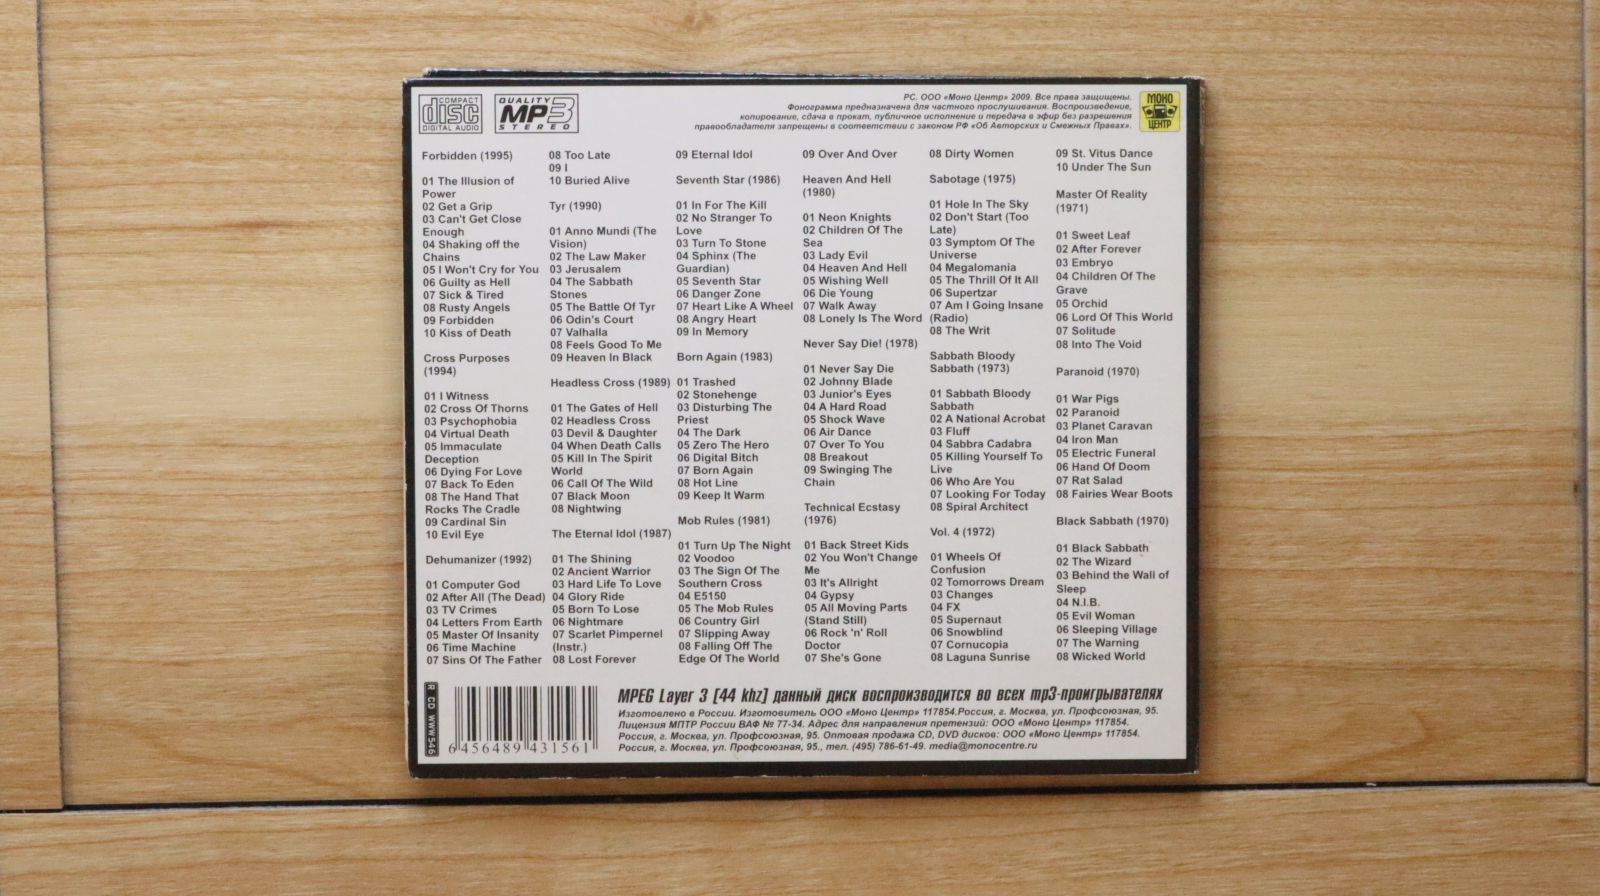 COMPACT
disc
DIGITAL AUDIO
QUALITY
MP3
STEREO
РС. ООО «Моно Центр» 2009. Все права защищены.
Фонограмма предназначена для частного прослушивания. Воспроизведение,
копирование, сдача в прокат, публичное исполнение и передача в эфир без разрешения
правообладателя запрещены в соответствии с законом РФ «Об Авторских и Смежных Правах».
МОНО
ЦЕНТР
Forbidden (1995)
01 The Illusion of
Power
02 Get a Grip
03 Can't Get Close
Enough
04 Shaking off the
Chains
05 I Won't Cry for You
06 Guilty as Hell
07 Sick & Tired
08 Rusty Angels
09 Forbidden
10 Kiss of Death
Cross Purposes
(1994)
01 I Witness
02 Cross Of Thorns
03 Psychophobia
04 Virtual Death
05 Immaculate
Deception
06 Dying For Love
07 Back To Eden
08 The Hand That
Rocks The Cradle
09 Cardinal Sin
10 Evil Eye
Dehumanizer (1992)
01 Computer God
02 After All (The Dead)
03 TV Crimes
04 Letters From Earth
05 Master Of Insanity
06 Time Machine
07 Sins Of The Father
08 Too Late
09 I
10 Buried Alive
Tyr (1990)
01 Anno Mundi (The
Vision)
02 The Law Maker
03 Jerusalem
04 The Sabbath
Stones
05 The Battle Of Tyr
06 Odin's Court
07 Valhalla
08 Feels Good To Me
09 Heaven In Black
Headless Cross (1989)
01 The Gates of Hell
02 Headless Cross
03 Devil & Daughter
04 When Death Calls
05 Kill In The Spirit
World
06 Call Of The Wild
07 Black Moon
08 Nightwing
The Eternal Idol (1987)
01 The Shining
02 Ancient Warrior
03 Hard Life To Love
04 Glory Ride
05 Born To Lose
06 Nightmare
07 Scarlet Pimpernel
(Instr.)
08 Lost Forever
09 Eternal Idol
Seventh Star (1986)
01 In For The Kill
02 No Stranger To
Love
03 Turn To Stone
04 Sphinx (The
Guardian)
05 Seventh Star
06 Danger Zone
07 Heart Like A Wheel
08 Angry Heart
09 In Memory
Born Again (1983)
01 Trashed
02 Stonehenge
03 Disturbing The
Priest
04 The Dark
05 Zero The Hero
06 Digital Bitch
07 Born Again
08 Hot Line
09 Keep It Warm
Mob Rules (1981)
01 Turn Up The Night
02 Voodoo
03 The Sign Of The
Southern Cross
04 E5150
05 The Mob Rules
06 Country Girl
07 Slipping Away
08 Falling Off The
Edge Of The World
09 Over And Over
Heaven And Hell
(1980)
01 Neon Knights
02 Children Of The
Sea
03 Lady Evil
04 Heaven And Hell
05 Wishing Well
06 Die Young
07 Walk Away
08 Lonely Is The Word
Never Say Die! (1978)
01 Never Say Die
02 Johnny Blade
03 Junior's Eyes
04 A Hard Road
05 Shock Wave
06 Air Dance
07 Over To You
08 Breakout
09 Swinging The
Chain
Technical Ecstasy
(1976)
01 Back Street Kids
02 You Won't Change
Me
03 It's Allright
04 Gypsy
05 All Moving Parts
(Stand Still)
06 Rock 'n' Roll
Doctor
07 She's Gone
08 Dirty Women
Sabotage (1975)
01 Hole In The Sky
02 Don't Start (Too
Late)
03 Symptom Of The
Universe
04 Megalomania
05 The Thrill Of It All
06 Supertzar
07 Am I Going Insane
(Radio)
08 The Writ
Sabbath Bloody
Sabbath (1973)
01 Sabbath Bloody
Sabbath
02 A National Acrobat
03 Fluff
04 Sabbra Cadabra
05 Killing Yourself To
Live
06 Who Are You
07 Looking For Today
08 Spiral Architect
Vol. 4 (1972)
01 Wheels Of
Confusion
02 Tomorrows Dream
03 Changes
04 FX
05 Supernaut
06 Snowblind
07 Cornucopia
08 Laguna Sunrise
09 St. Vitus Dance
10 Under The Sun
Master Of Reality
(1971)
01 Sweet Leaf
02 After Forever
03 Embryo
04 Children Of The
Grave
05 Orchid
06 Lord Of This World
07 Solitude
08 Into The Void
Paranoid (1970)
01 War Pigs
02 Paranoid
03 Planet Caravan
04 Iron Man
05 Electric Funeral
06 Hand Of Doom
07 Rat Salad
08 Fairies Wear Boots
Black Sabbath (1970)
01 Black Sabbath
02 The Wizard
03 Behind the Wall of
Sleep
04 N.I.B.
05 Evil Woman
06 Sleeping Village
07 The Warning
08 Wicked World
R CD WWW 546
6 456489 431561
MPEG Layer 3 [44 khz] данный диск воспроизводится во всех mp3-проигрывателях
Изготовлено в России. Изготовитель ООО «Моно Центр» 117854.Россия, г. Москва, ул. Профсоюзная, 95.
Лицензия МПТР России ВАФ № 77-34. Адрес для направления претензий: ООО «Моно Центр» 117854.
Россия, г. Москва, ул. Профсоюзная, 95. Оптовая продажа CD, DVD дисков: ООО «Моно Центр» 117854.
Россия, г. Москва, ул. Профсоюзная, 95., тел. (495) 786-61-49. media@monocentre.ru